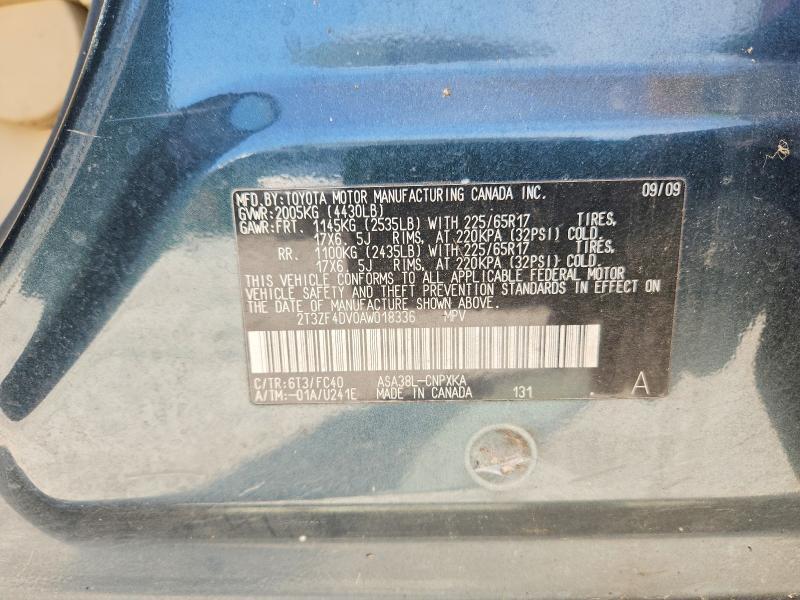 MFD.BY:TOYOTA MOTOR MANUFACTURING CANADA INC. 09/09
GVWR:2005KG (4430LB)
GAWR:FRT. 1145KG (2535LB) WITH 225/65R17 TIRES,
17X6. 5J RIMS, AT 220KPA (32PSI) COLD.
RR. 1100KG (2435LB) WITH 225/65R17 TIRES,
17X6. 5J RIMS, AT 220KPA (32PSI) COLD.
THIS VEHICLE CONFORMS TO ALL APPLICABLE FEDERAL MOTOR
VEHICLE SAFETY AND THEFT PREVENTION STANDARDS IN EFFECT ON
THE DATE OF MANUFACTURE SHOWN ABOVE.
2T3ZF4DV0AW018336 MPV
C/TR:6T3/FC40 ASA38L-CNPXKA
A/TM:-01A/U241E MADE IN CANADA 131 A